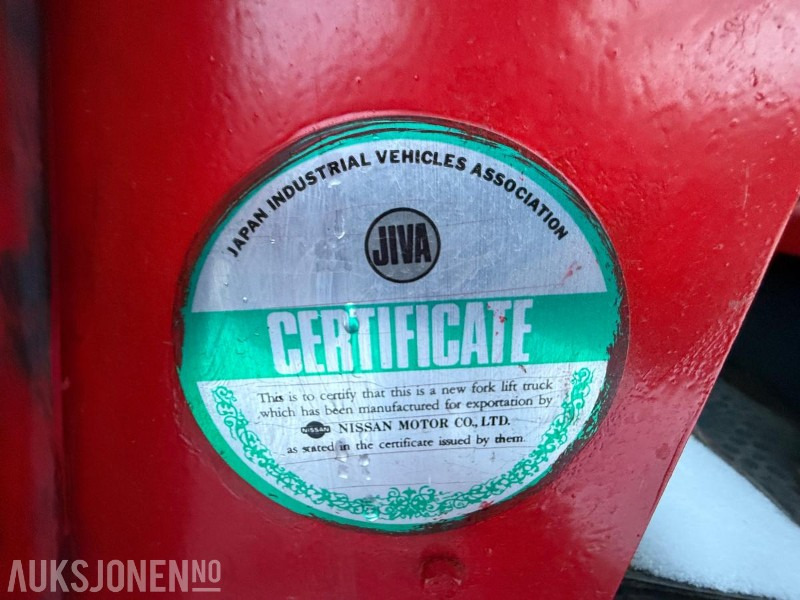 JAPAN INDUSTRIAL VEHICLES ASSOCIATION
JIVA
CERTIFICATE
This is to certify that this is a new fork lift truck
which has been manufactured for exportation by
NISSAN NISSAN MOTOR CO., LTD.
as stated in the certificate issued by them.
AUKSJONEN.NO